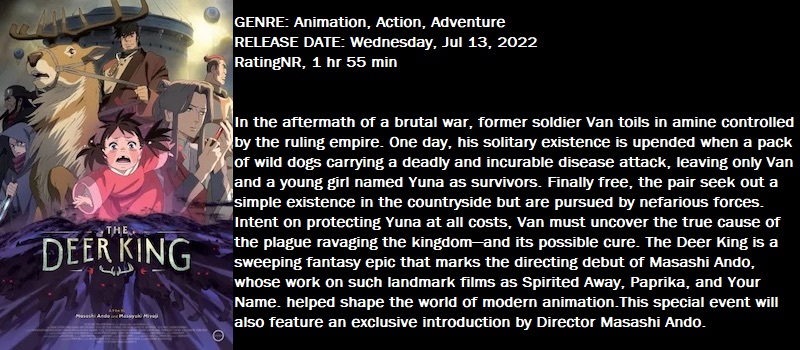 GENRE: Animation, Action, Adventure
RELEASE DATE: Wednesday, Jul 13, 2022
RatingNR, 1 hr 55 min
In the aftermath of a brutal war, former soldier Van toils in amine controlled
by the ruling empire. One day, his solitary existence is upended when a pack
of wild dogs carrying a deadly and incurable disease attack, leaving only Van
and a young girl named Yuna as survivors. Finally free, the pair seek out a
simple existence in the countryside but are pursued by nefarious forces.
Intent on protecting Yuna at all costs, Van must uncover the true cause of
the plague ravaging the kingdom—and its possible cure. The Deer King is a
sweeping fantasy epic that marks the directing debut of Masashi Ando,
whose work on such landmark films as Spirited Away, Paprika, and Your
Name. helped shape the world of modern animation.This special event will
also feature an exclusive introduction by Director Masashi Ando.
THE
DEER KING
A film by
Masashi Ando and Masayuki Miyaji